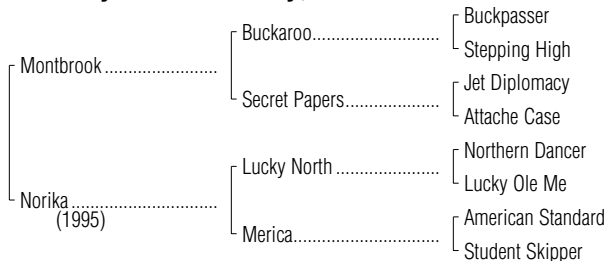 Buckpasser
Buckaroo
Stepping High
Montbrook
Jet Diplomacy
Secret Papers
Attache Case
Northern Dancer
Lucky North
Lucky Ole Me
Norika
(1995)
American Standard
Merica
Student Skipper